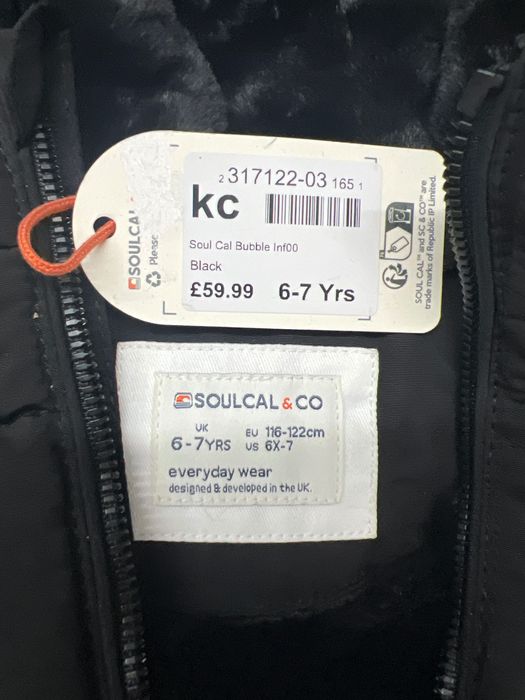 2 317122-03 165 1
kc
Soul Cal Bubble Inf00
Black
£59.99 6-7 Yrs
SOULCAL
Please
SOUL CAL™ and SC & CO™ are
trade marks of Republic IP Limited.
SOULCAL & CO
UK
6-7YRS
EU 116-122cm
US 6X-7
everyday wear
designed & developed in the UK.